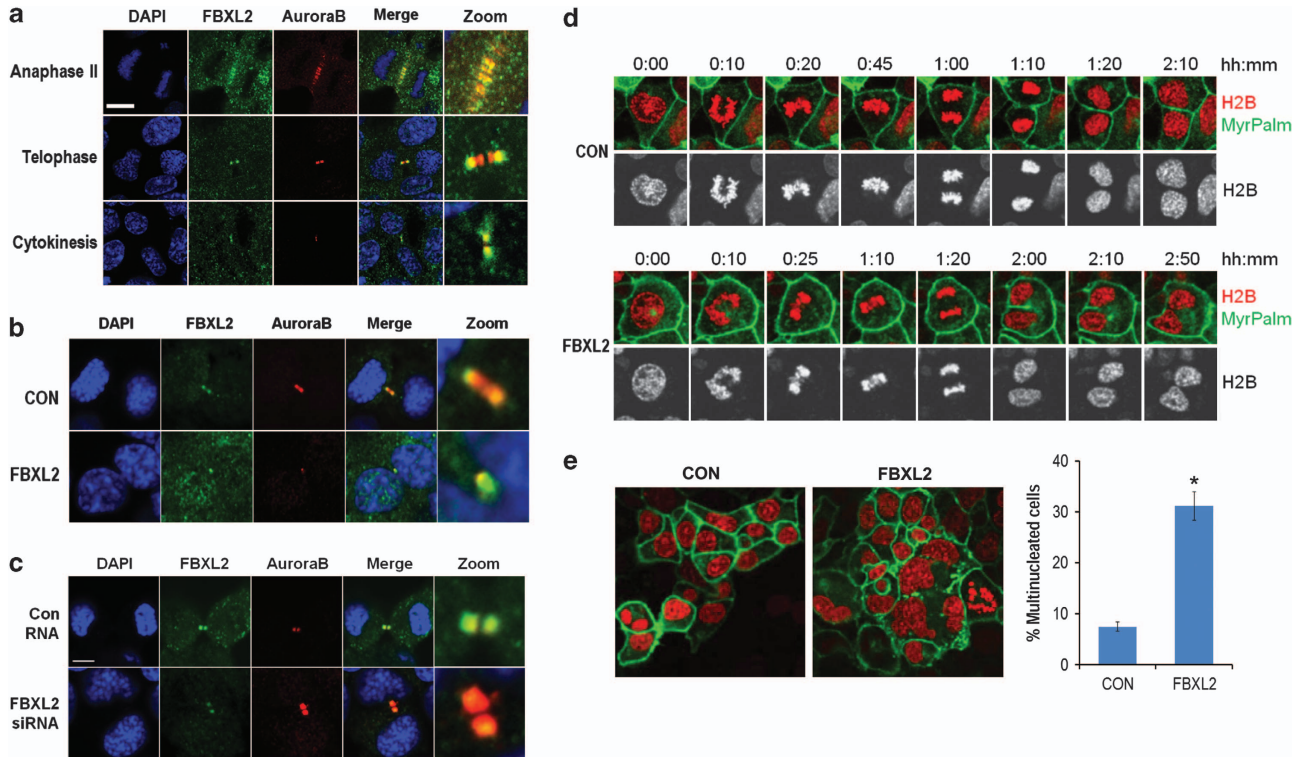 a
DAPI FBXL2 AuroraB Merge Zoom
Anaphase II
Telophase
Cytokinesis
b
DAPI FBXL2 AuroraB Merge Zoom
CON
FBXL2
c
DAPI FBXL2 AuroraB Merge Zoom
Con
RNA
FBXL2
siRNA
d
0:00 0:10 0:20 0:45 1:00 1:10 1:20 2:10 hh:mm
H2B
MyrPalm
CON
H2B
0:00 0:10 0:25 1:10 1:20 2:00 2:10 2:50 hh:mm
H2B
MyrPalm
FBXL2
H2B
e
CON FBXL2
% Multinucleated cells
40
30
20
10
0
*
CON FBXL2